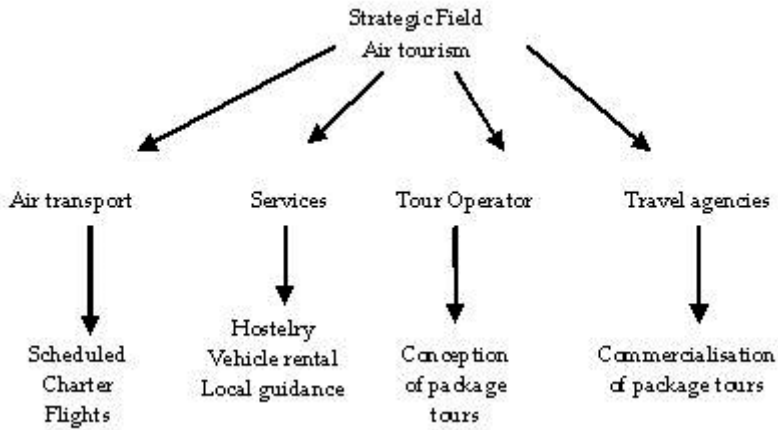 Strategic Field
Air tourism
Air transport
Services
Tour Operator
Travel agencies
Scheduled
Charter
Flights
Hostelry
Vehicle rental
Local guidance
Conception
of package
tours
Commercialisation
of package tours